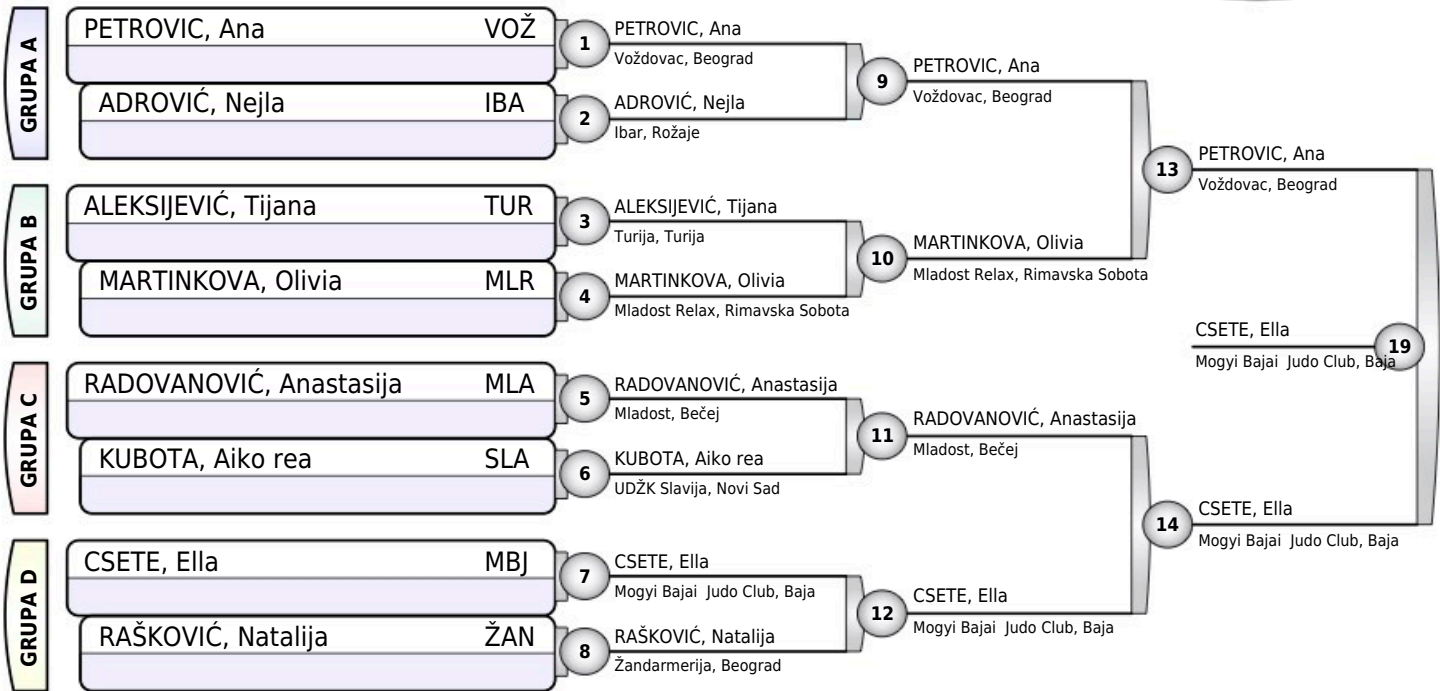 GRUPA A
PETROVIC, Ana VOŽ
ADROVIĆ, Nejla IBA
GRUPA B
ALEKSIJEVIĆ, Tijana TUR
MARTINKOVA, Olivia MLR
GRUPA C
RADOVANOVIĆ, Anastasija MLA
KUBOTA, Aiko rea SLA
GRUPA D
CSETE, Ella MBJ
RAŠKOVIĆ, Natalija ŽAN
1
PETROVIC, Ana
Voždovac, Beograd
2
ADROVIĆ, Nejla
Ibar, Rožaje
3
ALEKSIJEVIĆ, Tijana
Turija, Turija
4
MARTINKOVA, Olivia
Mladost Relax, Rimavska Sobota
5
RADOVANOVIĆ, Anastasija
Mladost, Bečej
6
KUBOTA, Aiko rea
UDŽK Slavija, Novi Sad
7
CSETE, Ella
Mogyi Bajai Judo Club, Baja
8
RAŠKOVIĆ, Natalija
Žandarmerija, Beograd
9
PETROVIC, Ana
Voždovac, Beograd
10
MARTINKOVA, Olivia
Mladost Relax, Rimavska Sobota
11
RADOVANOVIĆ, Anastasija
Mladost, Bečej
12
CSETE, Ella
Mogyi Bajai Judo Club, Baja
13
PETROVIC, Ana
Voždovac, Beograd
14
CSETE, Ella
Mogyi Bajai Judo Club, Baja
CSETE, Ella
Mogyi Bajai Judo Club, Baja
19